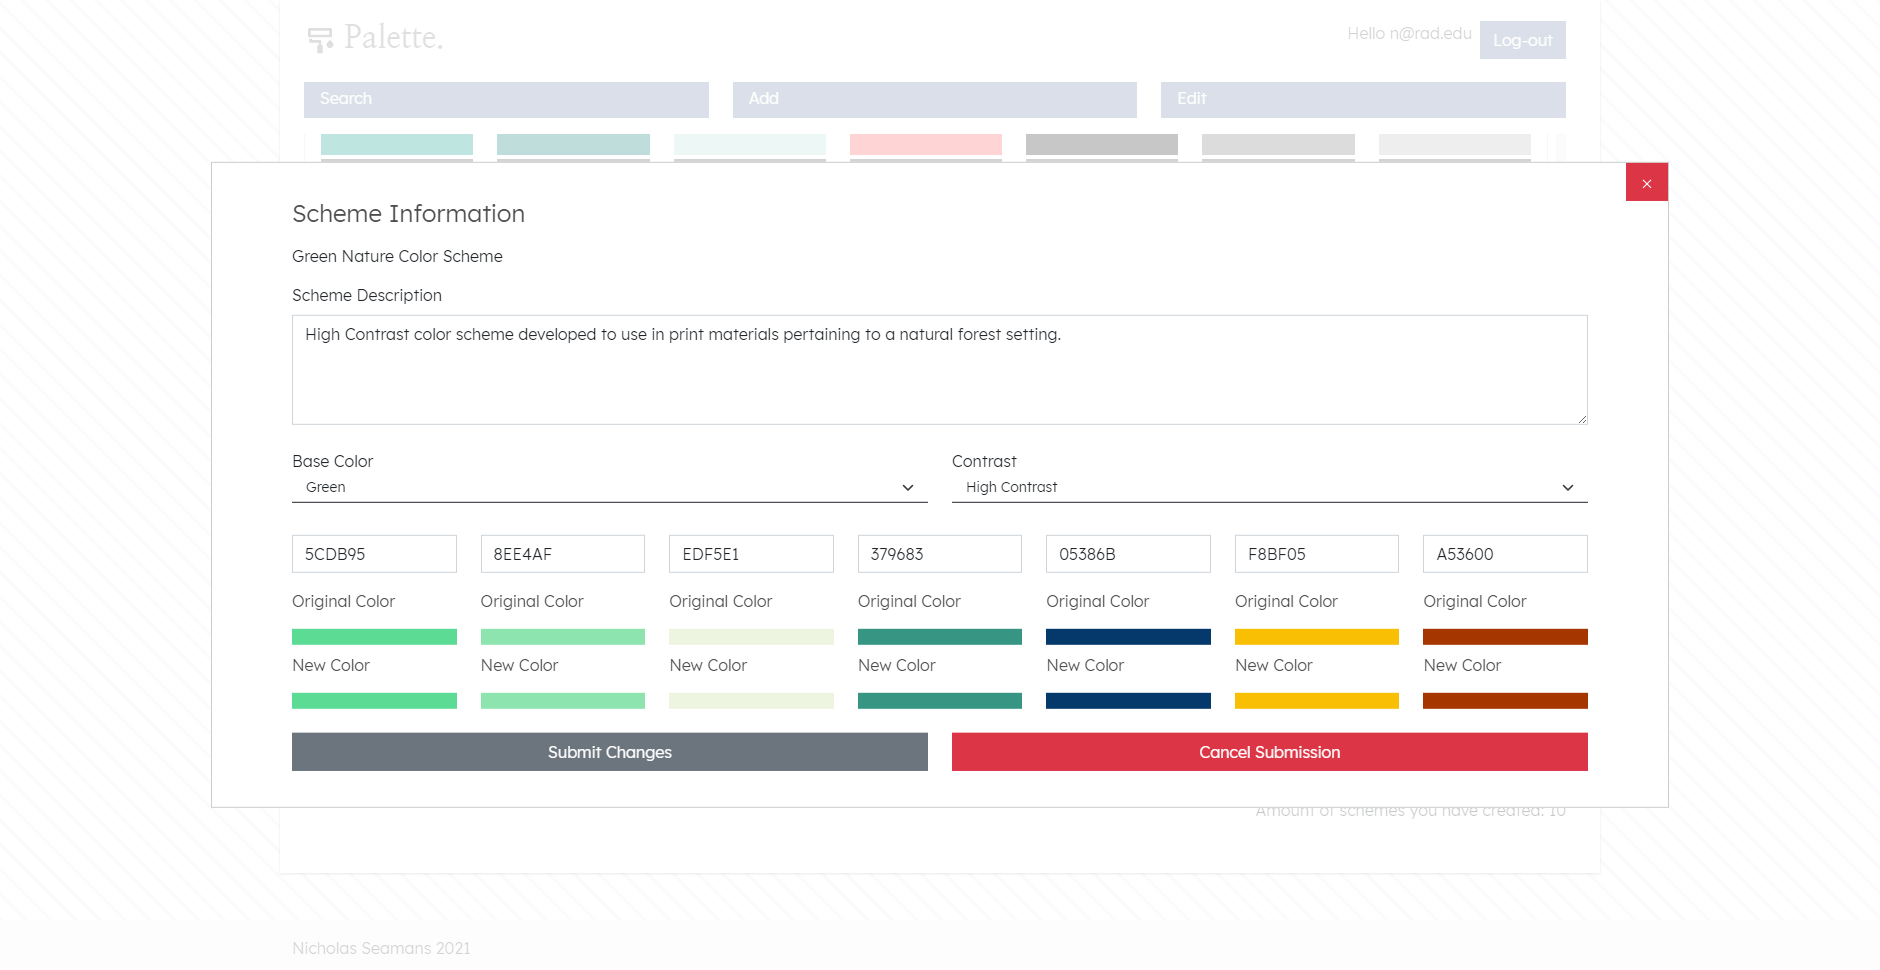 Palette.
Hello n@rad.edu
Log-out
Search
Add
Edit
×
Scheme Information
Green Nature Color Scheme
Scheme Description
High Contrast color scheme developed to use in print materials pertaining to a natural forest setting.
Base Color
Contrast
Green
High Contrast
5CDB95 8EE4AF EDF5E1 379683 05386B F8BF05 A53600
Original Color Original Color Original Color Original Color Original Color Original Color Original Color
New Color New Color New Color New Color New Color New Color New Color
Submit Changes
Cancel Submission
Amount of schemes you have created: 10
Nicholas Seamans 2021